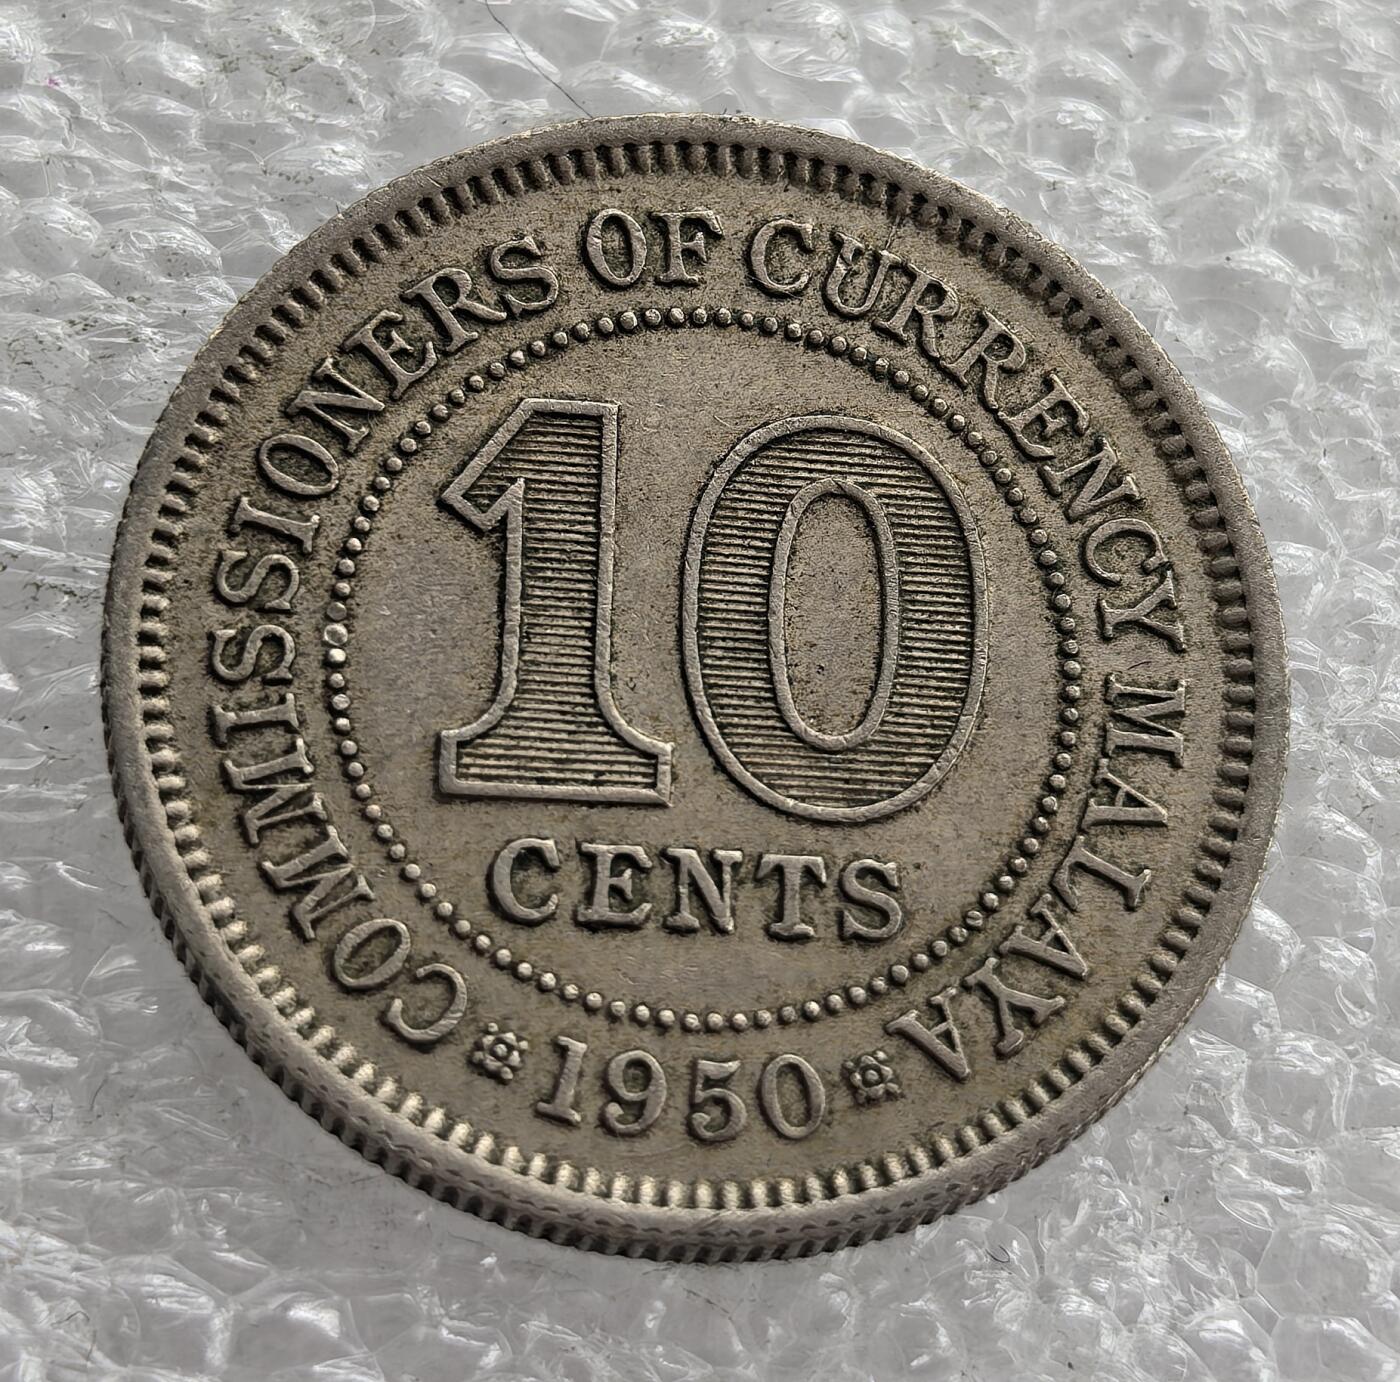 COMMISSIONERS OF CURRENCY MALAYA
10
CENTS
1950